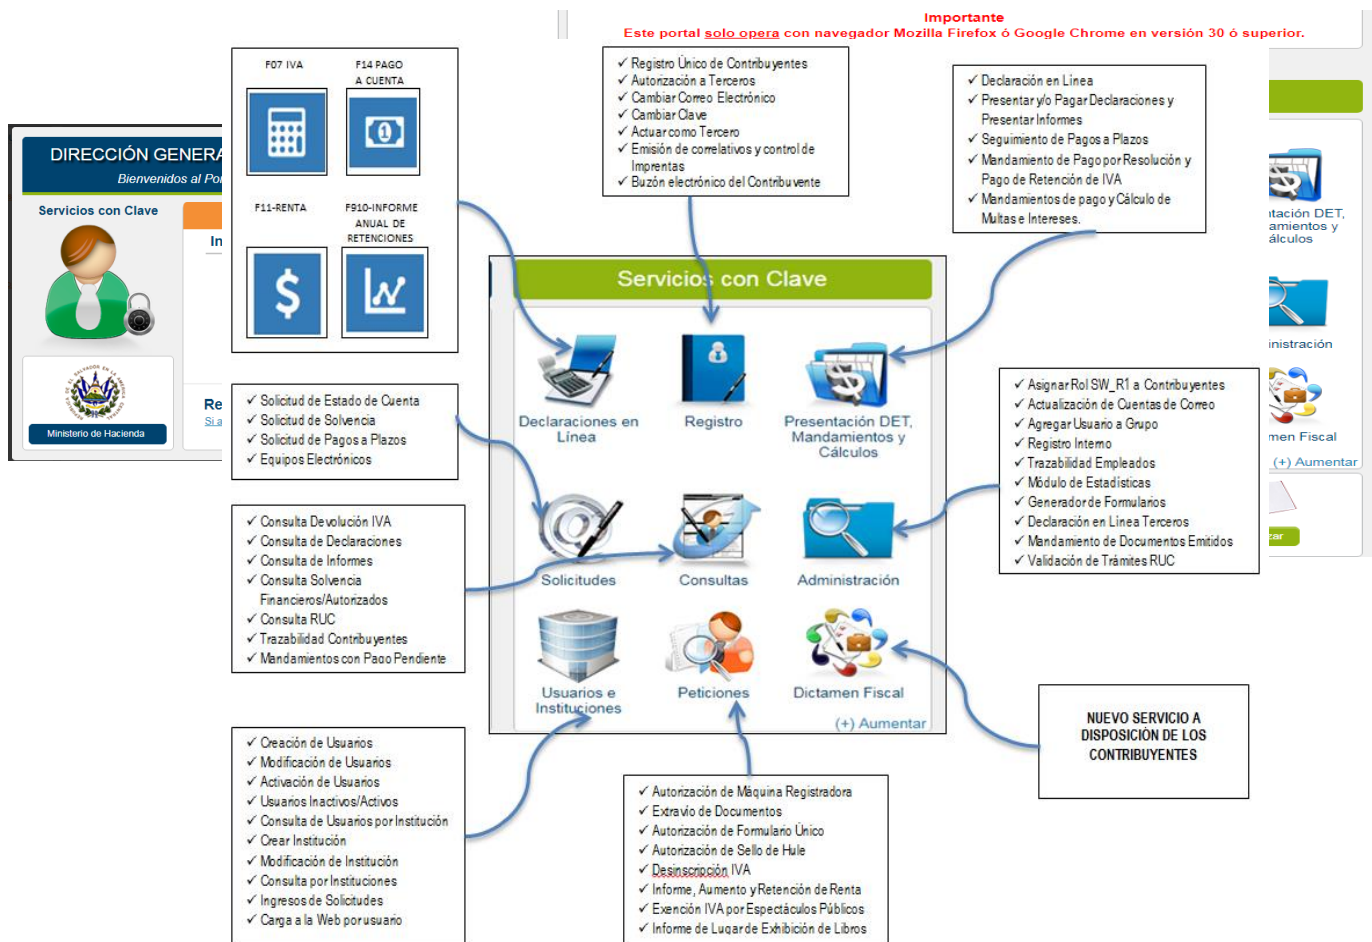 Importante
Este portal solo opera con navegador Mozilla Firefox ó Google Chrome en versión 30 ó superior.
DIRECCIÓN GENERA
Bienvenidos al Po
Servicios con Clave
In
Re
Si a
Ministerio de Hacienda
F07 IVA
F14 PAGO
A CUENTA
F11-RENTA
F910-INFORME
ANUAL DE
RETENCIONES
✓ Registro Único de Contribuyentes
✓ Autorización a Terceros
✓ Cambiar Correo Electrónico
✓ Cambiar Clave
✓ Actuar como Tercero
✓ Emisión de correlativos y control de
Imprentas
✓ Buzón electrónico del Contribuyente
✓ Declaración en Línea
✓ Presentar y/o Pagar Declaraciones y
Presentar Informes
✓ Seguimiento de Pagos a Plazos
✓ Mandamiento de Pago por Resolución y
Pago de Retención de IVA
✓ Mandamientos de pago y Cálculo de
Multas e Intereses.
ntación DET,
amientos y
álculos
inistración
men Fiscal
(+) Aumentar
zar
Servicios con Clave
Declaraciones en
Línea
Registro
Presentación DET,
Mandamientos y
Cálculos
Solicitudes
Consultas
Administración
Usuarios e
Instituciones
Peticiones
Dictamen Fiscal
(+) Aumentar
✓ Solicitud de Estado de Cuenta
✓ Solicitud de Solvencia
✓ Solicitud de Pagos a Plazos
✓ Equipos Electrónicos
✓ Consulta Devolución IVA
✓ Consulta de Declaraciones
✓ Consulta de Informes
✓ Consulta Solvencia
Financieros/Autorizados
✓ Consulta RUC
✓ Trazabilidad Contribuyentes
✓ Mandamientos con Pago Pendiente
✓ Asignar Rol SW_R1 a Contribuyentes
✓ Actualización de Cuentas de Correo
✓ Agregar Usuario a Grupo
✓ Registro Interno
✓ Trazabilidad Empleados
✓ Módulo de Estadísticas
✓ Generador de Formularios
✓ Declaración en Línea Terceros
✓ Mandamiento de Documentos Emitidos
✓ Validación de Trámites RUC
✓ Creación de Usuarios
✓ Modificación de Usuarios
✓ Activación de Usuarios
✓ Usuarios Inactivos/Activos
✓ Consulta de Usuarios por Institución
✓ Crear Institución
✓ Modificación de Institución
✓ Consulta por Instituciones
✓ Ingresos de Solicitudes
✓ Carga a la Web por usuario
✓ Autorización de Máquina Registradora
✓ Extravío de Documentos
✓ Autorización de Formulario Único
✓ Autorización de Sello de Hule
✓ Desinscripción IVA
✓ Informe, Aumento y Retención de Renta
✓ Exención IVA por Espectáculos Públicos
✓ Informe de Lugar de Exhibición de Libros
NUEVO SERVICIO A
DISPOSICIÓN DE LOS
CONTRIBUYENTES